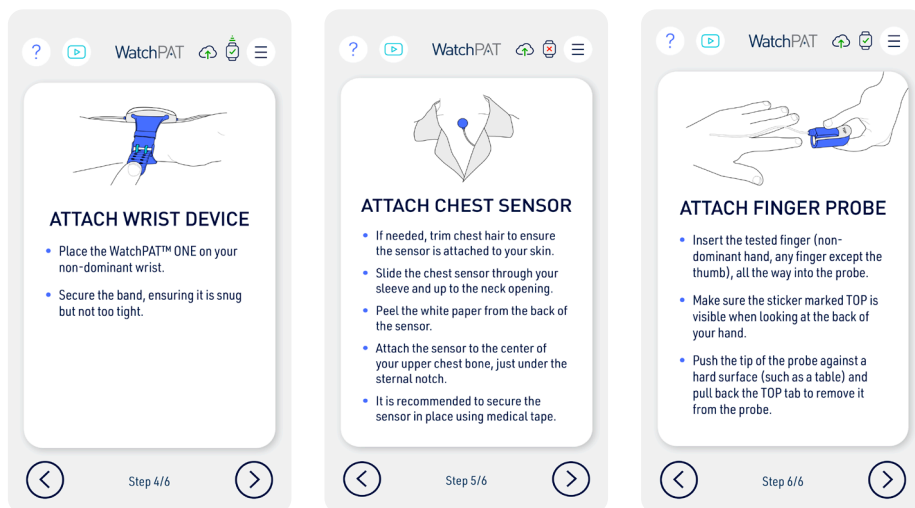 ?
WatchPAT
ATTACH WRIST DEVICE
• Place the WatchPAT™ ONE on your
non-dominant wrist.
• Secure the band, ensuring it is snug
but not too tight.
Step 4/6
?
WatchPAT
ATTACH CHEST SENSOR
• If needed, trim chest hair to ensure
the sensor is attached to your skin.
• Slide the chest sensor through your
sleeve and up to the neck opening.
• Peel the white paper from the back of
the sensor.
• Attach the sensor to the center of
your upper chest bone, just under the
sternal notch.
• It is recommended to secure the
sensor in place using medical tape.
Step 5/6
?
WatchPAT
ATTACH FINGER PROBE
• Insert the tested finger (non-
dominant hand, any finger except the
thumb), all the way into the probe.
• Make sure the sticker marked TOP is
visible when looking at the back of
your hand.
• Push the tip of the probe against a
hard surface (such as a table) and
pull back the TOP tab to remove it
from the probe.
Step 6/6